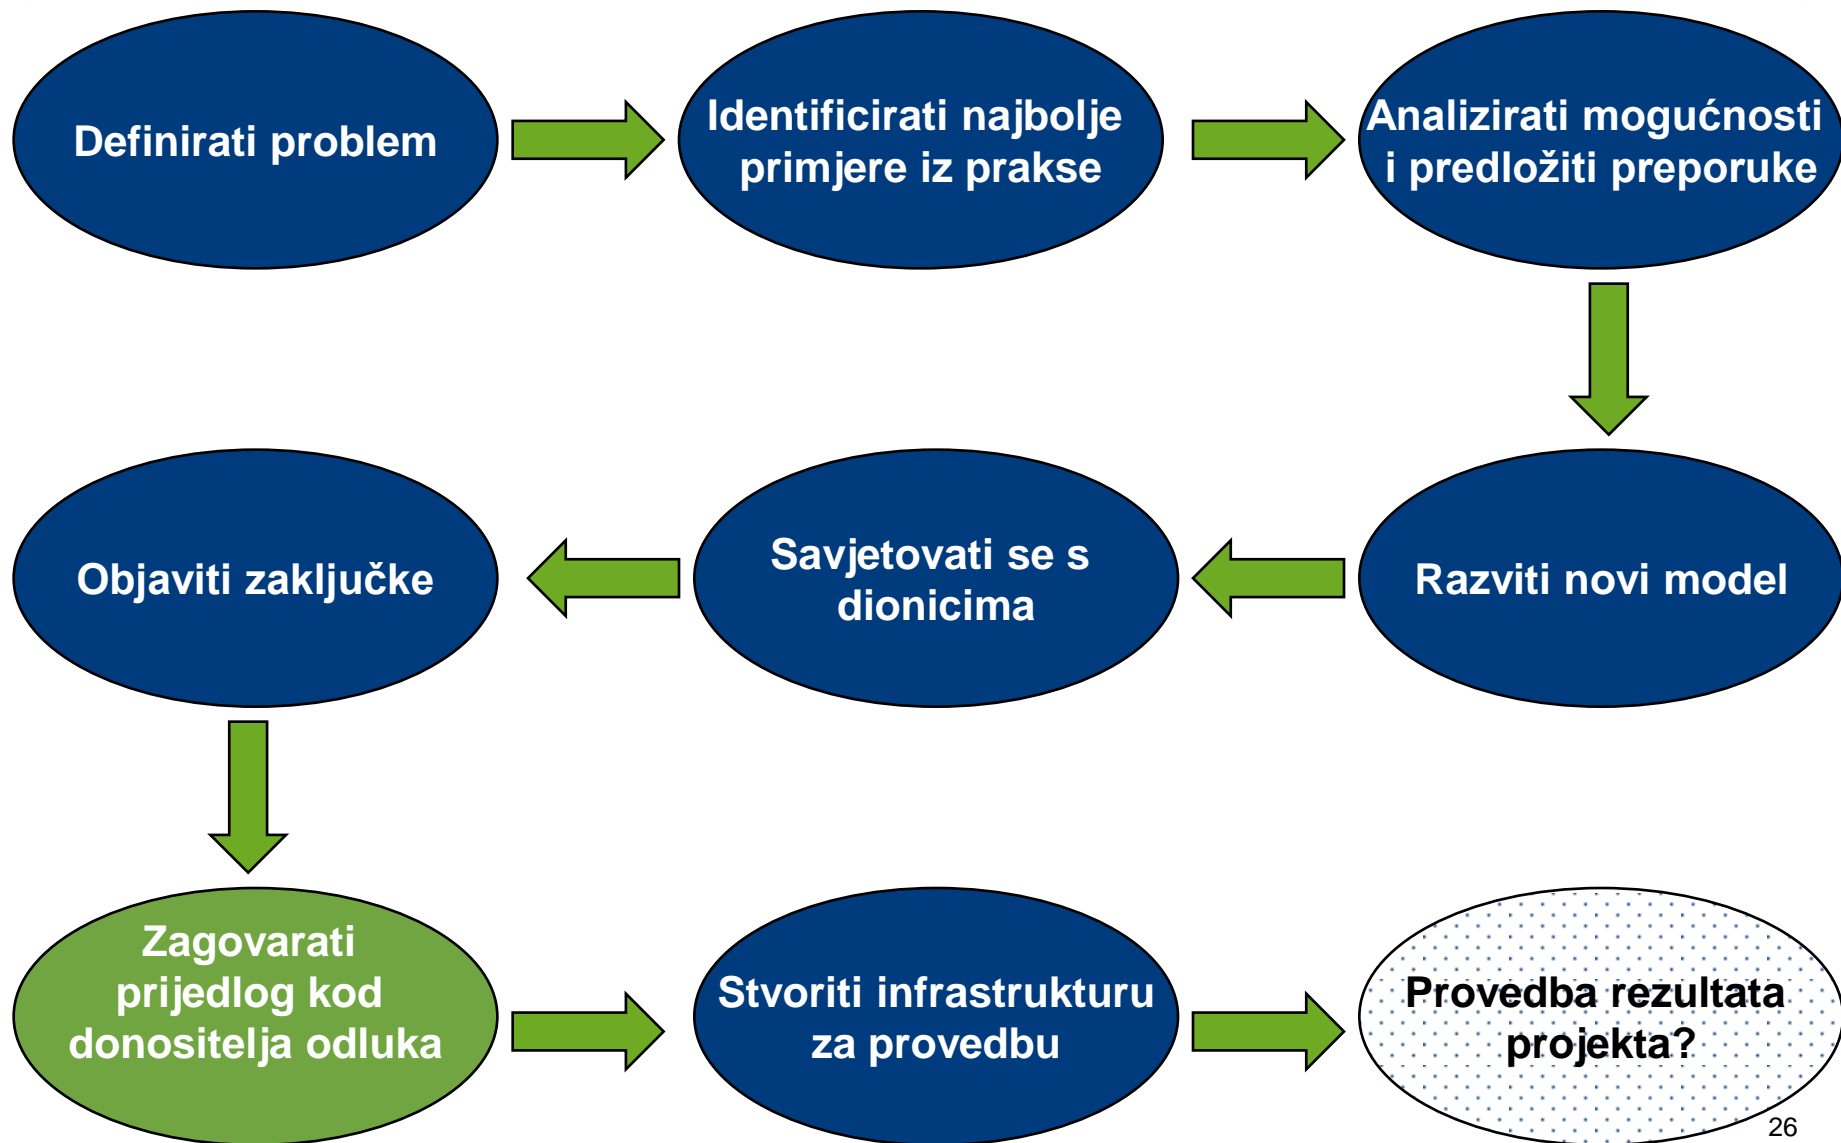 Definirati problem
Identificirati najbolje
primjere iz prakse
Analizirati mogućnosti
i predložiti preporuke
Razviti novi model
Savjetovati se s
dionicima
Objaviti zaključke
Zagovarati
prijedlog kod
donositelja odluka
Stvoriti infrastrukturu
za provedbu
Provedba rezultata
projekta?
26